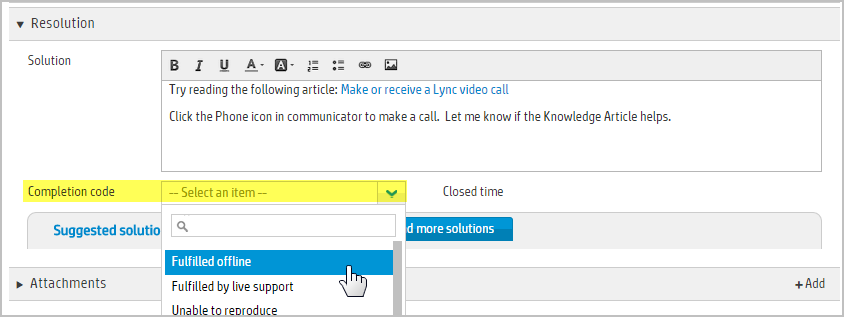 Resolution
Solution
B I U A A
Try reading the following article: Make or receive a Lync video call
Click the Phone icon in communicator to make a call. Let me know if the Knowledge Article helps.
Completion code
-- Select an item --
Closed time
Suggested solutio
d more solutions
Fulfilled offline
Fulfilled by live support
Unable to reproduce
Attachments
+ Add